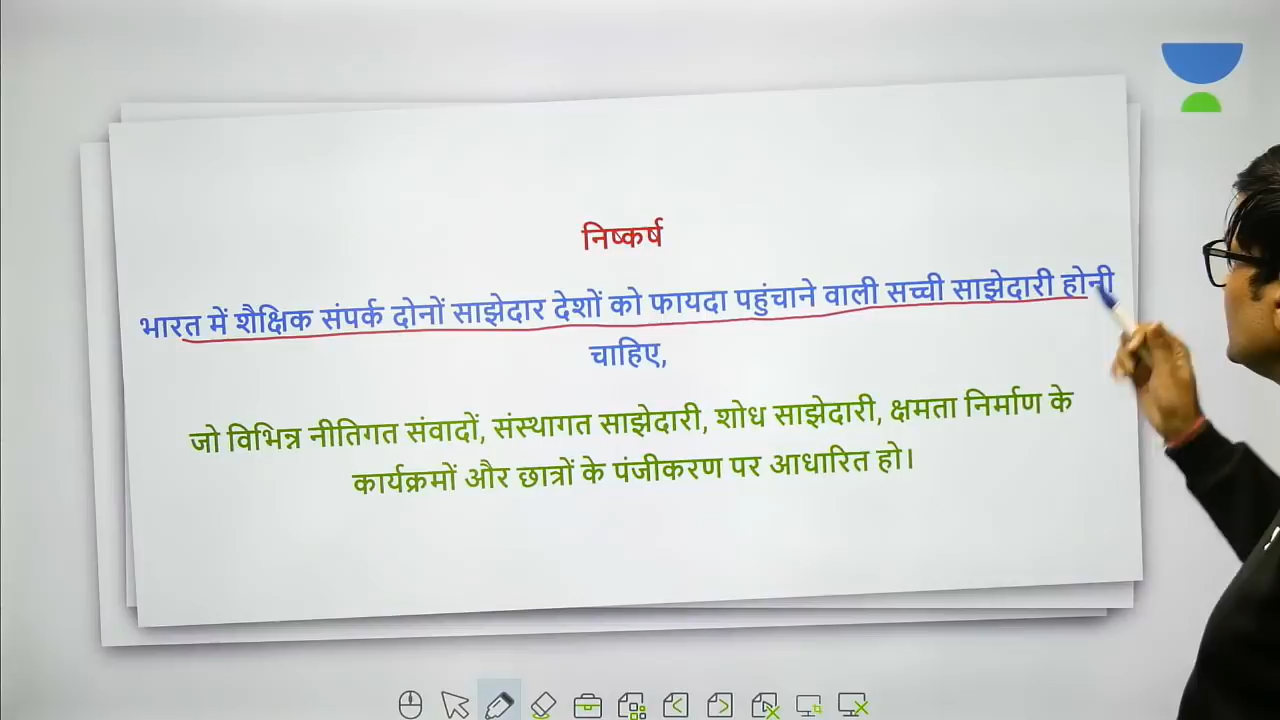 निष्कर्ष
भारत में शैक्षिक संपर्क दोनों साझेदार देशों को फायदा पहुंचाने वाली सच्ची साझेदारी होनी
चाहिए,
जो विभिन्न नीतिगत संवादों, संस्थागत साझेदारी, शोध साझेदारी, क्षमता निर्माण के
कार्यक्रमों और छात्रों के पंजीकरण पर आधारित हो।